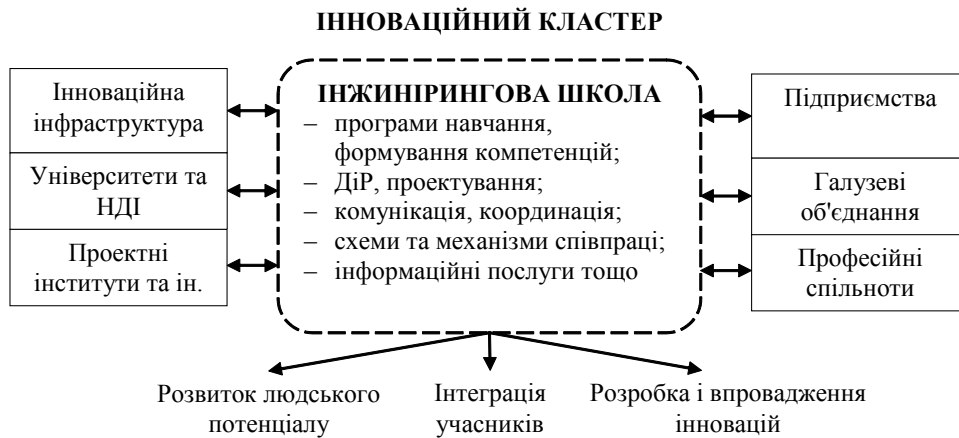 ІННОВАЦІЙНИЙ КЛАСТЕР
Інноваційна
інфраструктура
Університети та
НДІ
Проектні
інститути та ін.
ІНЖИНІРИНГОВА ШКОЛА
– програми навчання,
формування компетенцій;
– ДіР, проектування;
– комунікація, координація;
– схеми та механізми співпраці;
– інформаційні послуги тощо
Підприємства
Галузеві
об'єднання
Професійні
спільноти
Розвиток людського
потенціалу
Інтеграція
учасників
Розробка і впровадження
інновацій